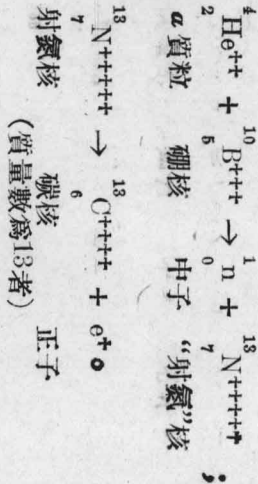 ⁴₂He⁺⁺ + ¹⁰₅B⁺⁺⁺ → ¹₀n + ¹³₇N⁺⁺⁺⁺⁺ ;
α質粒 硼核 中子 “射氮”核
¹³₇N⁺⁺⁺⁺⁺ → ¹³₆C⁺⁺⁺⁺ + e⁺。
射氮核 碳核 正子
(質量數為13者)